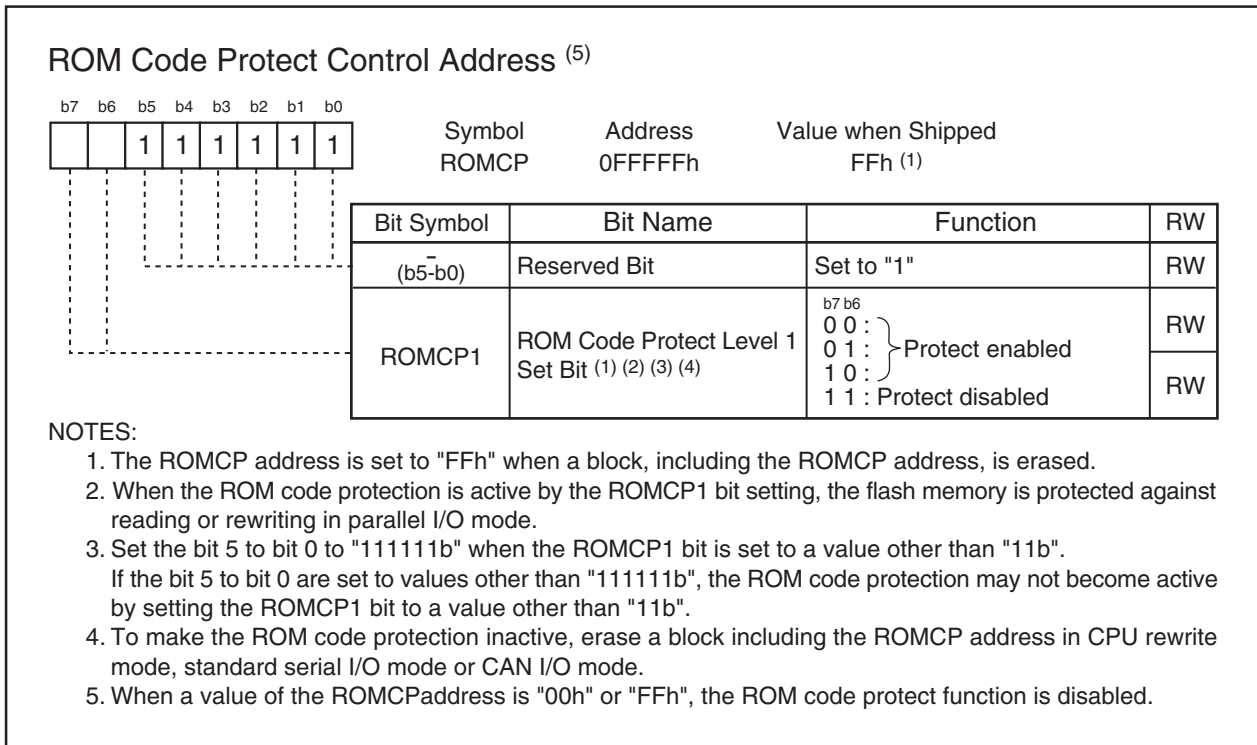 ROM Code Protect Control Address (5)
b7 b6 b5 b4 b3 b2 b1 b0
1 1 1 1 1 1
Symbol Address Value when Shipped
ROMCP 0FFFFFh FFh (1)
Bit Symbol Bit Name Function RW
–
(b5-b0) Reserved Bit Set to "1" RW
ROMCP1 ROM Code Protect Level 1
Set Bit (1) (2) (3) (4)
b7 b6
0 0 :
0 1 : Protect enabled
1 0 :
1 1 : Protect disabled
RW
RW
NOTES:
1. The ROMCP address is set to "FFh" when a block, including the ROMCP address, is erased.
2. When the ROM code protection is active by the ROMCP1 bit setting, the flash memory is protected against
reading or rewriting in parallel I/O mode.
3. Set the bit 5 to bit 0 to "111111b" when the ROMCP1 bit is set to a value other than "11b".
If the bit 5 to bit 0 are set to values other than "111111b", the ROM code protection may not become active
by setting the ROMCP1 bit to a value other than "11b".
4. To make the ROM code protection inactive, erase a block including the ROMCP address in CPU rewrite
mode, standard serial I/O mode or CAN I/O mode.
5. When a value of the ROMCPaddress is "00h" or "FFh", the ROM code protect function is disabled.